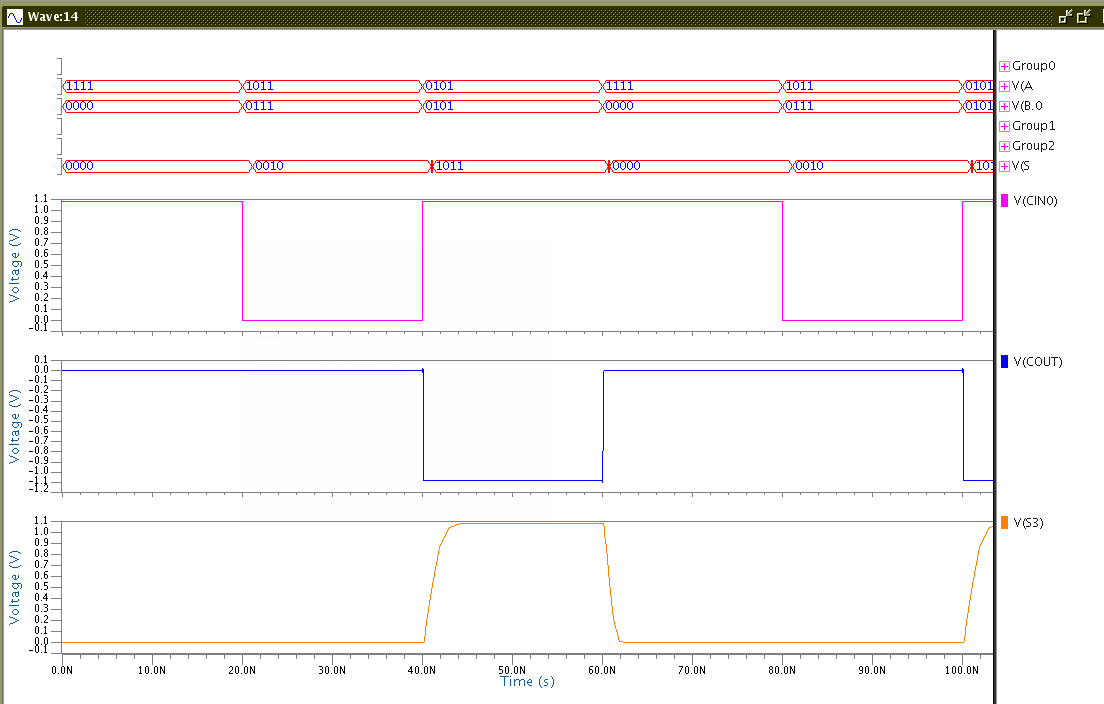 Wave:14
Group0
1111 1011 0101 1111 1011 0101 V(A
0000 0111 0101 0000 0111 0101 V(B.0
Group1
Group2
0000 0010 1011 0000 0010 101 V(S
V(CIN0)
Voltage (V)
1.1
1.0
0.9
0.8
0.7
0.6
0.5
0.4
0.3
0.2
0.1
0.0
-0.1
V(COUT)
Voltage (V)
0.1
0.0
-0.1
-0.2
-0.3
-0.4
-0.5
-0.6
-0.7
-0.8
-0.9
-1.0
-1.1
-1.2
V(S3)
Voltage (V)
1.1
1.0
0.9
0.8
0.7
0.6
0.5
0.4
0.3
0.2
0.1
0.0
-0.1
0.0N 10.0N 20.0N 30.0N 40.0N 50.0N 60.0N 70.0N 80.0N 90.0N 100.0N
Time (s)